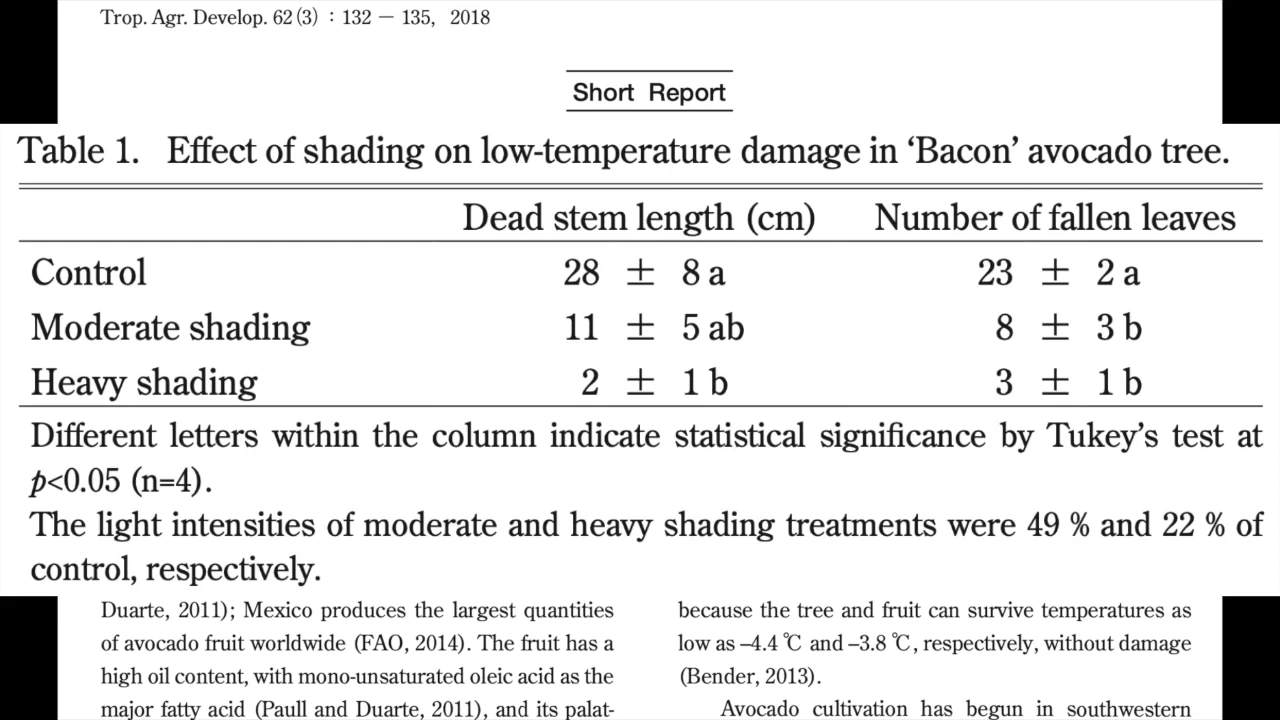 Trop. Agr. Develop. 62(3) : 132 － 135, 2018
Short Report
Table 1. Effect of shading on low-temperature damage in ‘Bacon’ avocado tree.
Dead stem length (cm) Number of fallen leaves
Control 28 ± 8 a 23 ± 2 a
Moderate shading 11 ± 5 ab 8 ± 3 b
Heavy shading 2 ± 1 b 3 ± 1 b
Different letters within the column indicate statistical significance by Tukey’s test at
p<0.05 (n=4).
The light intensities of moderate and heavy shading treatments were 49 % and 22 % of
control, respectively.
Duarte, 2011); Mexico produces the largest quantities
of avocado fruit worldwide (FAO, 2014). The fruit has a
high oil content, with mono-unsaturated oleic acid as the
major fatty acid (Paull and Duarte, 2011), and its palat-
because the tree and fruit can survive temperatures as
low as –4.4 ℃ and –3.8 ℃, respectively, without damage
(Bender, 2013).
Avocado cultivation has begun in southwestern